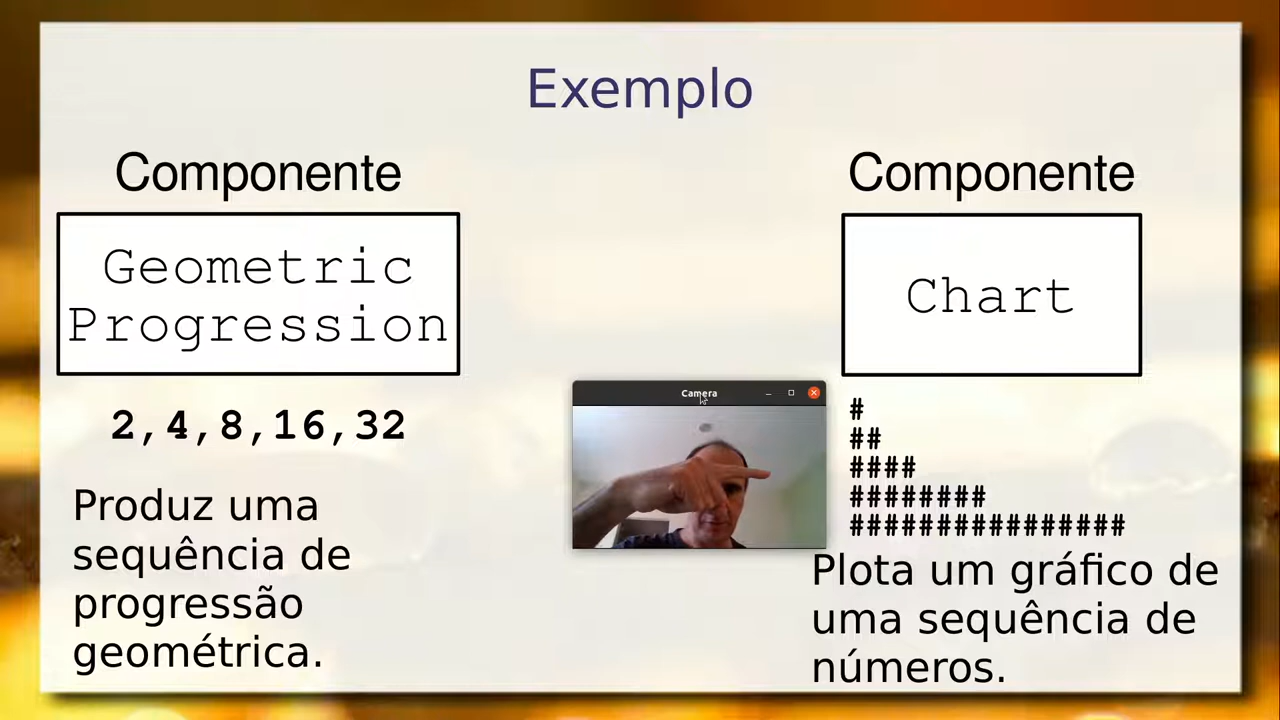 Exemplo
Componente
Geometric
Progression
2,4,8,16,32
Produz uma
sequência de
progressão
geométrica.
Camera
Componente
Chart
#
##
####
########
################
Plota um gráfico de
uma sequência de
números.